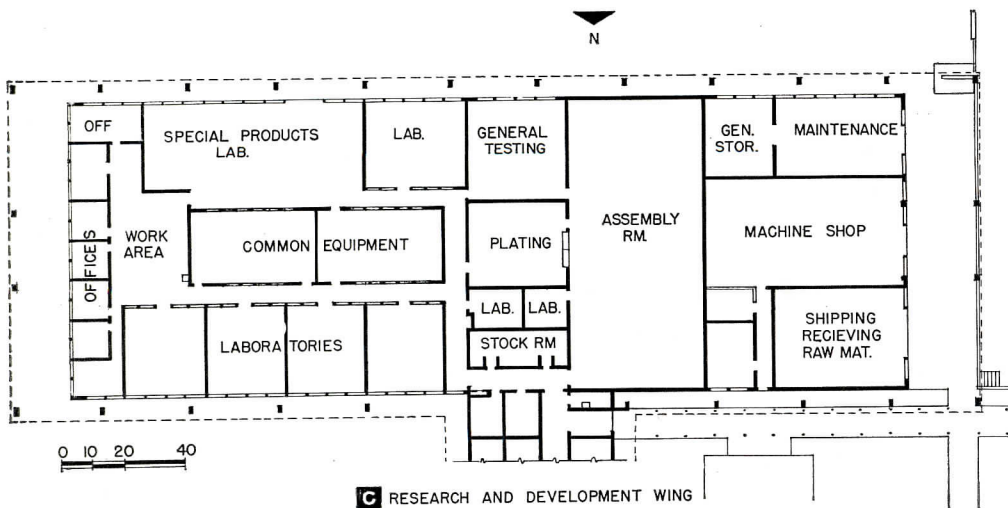 N
OFF
SPECIAL PRODUCTS
LAB.
LAB.
GENERAL
TESTING
GEN.
STOR.
MAINTENANCE
OFFICES
WORK
AREA
COMMON EQUIPMENT
PLATING
ASSEMBLY
RM.
MACHINE SHOP
LAB.
LAB.
STOCK RM
LABORATORIES
SHIPPING
RECIEVING
RAW MAT.
0 10 20 40
C RESEARCH AND DEVELOPMENT WING